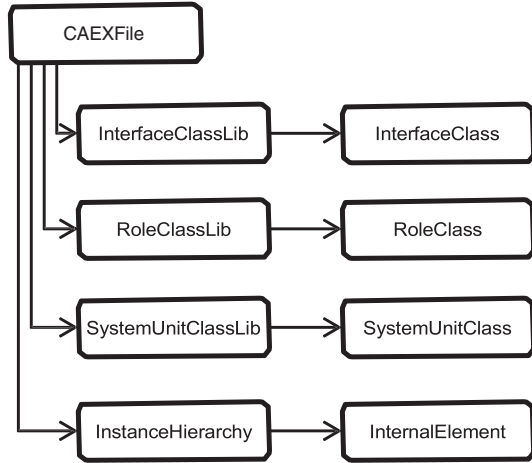 CAEXFile
InterfaceClassLib
InterfaceClass
RoleClassLib
RoleClass
SystemUnitClassLib
SystemUnitClass
InstanceHierarchy
InternalElement